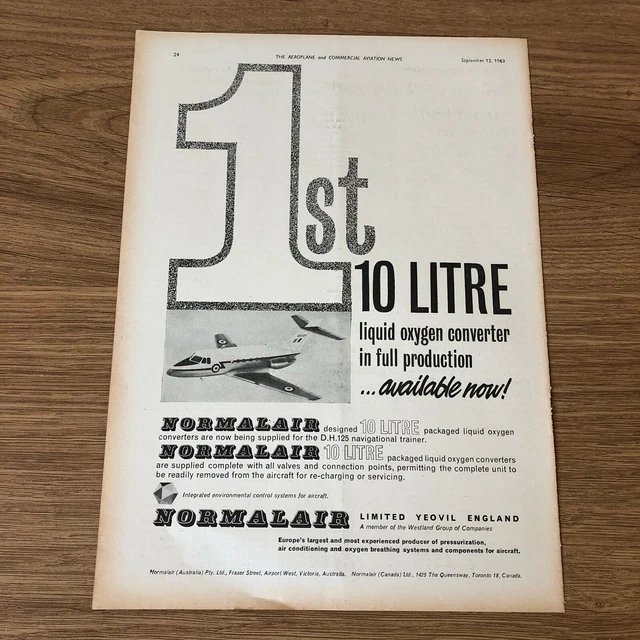 24
THE AEROPLANE and COMMERCIAL AVIATION NEWS
September 12, 1963
1st
10 LITRE
liquid oxygen converter
in full production
...available now!
NORMALAIR designed 10 LITRE packaged liquid oxygen
converters are now being supplied for the D.H.125 navigational trainer.
NORMALAIR 10 LITRE packaged liquid oxygen converters
are supplied complete with all valves and connection points, permitting the complete unit to
be readily removed from the aircraft for re-charging or servicing.
Integrated environmental control systems for aircraft.
NORMALAIR LIMITED YEOVIL ENGLAND
A member of the Westland Group of Companies
Europe's largest and most experienced producer of pressurization,
air conditioning and oxygen breathing systems and components for aircraft.
Normalair (Australia) Pty. Ltd., Fraser Street, Airport West, Victoria, Australia. Normalair (Canada) Ltd., 1425 The Queensway, Toronto 18, Canada.